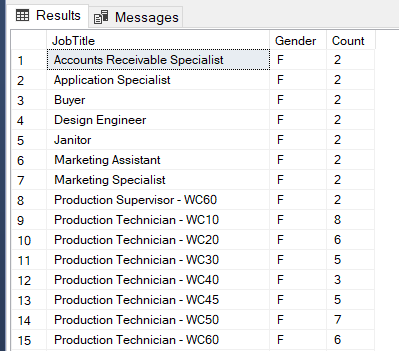 Results Messages
JobTitle Gender Count
1 Accounts Receivable Specialist F 2
2 Application Specialist F 2
3 Buyer F 2
4 Design Engineer F 2
5 Janitor F 2
6 Marketing Assistant F 2
7 Marketing Specialist F 2
8 Production Supervisor - WC60 F 2
9 Production Technician - WC10 F 8
10 Production Technician - WC20 F 6
11 Production Technician - WC30 F 5
12 Production Technician - WC40 F 3
13 Production Technician - WC45 F 5
14 Production Technician - WC50 F 7
15 Production Technician - WC60 F 6